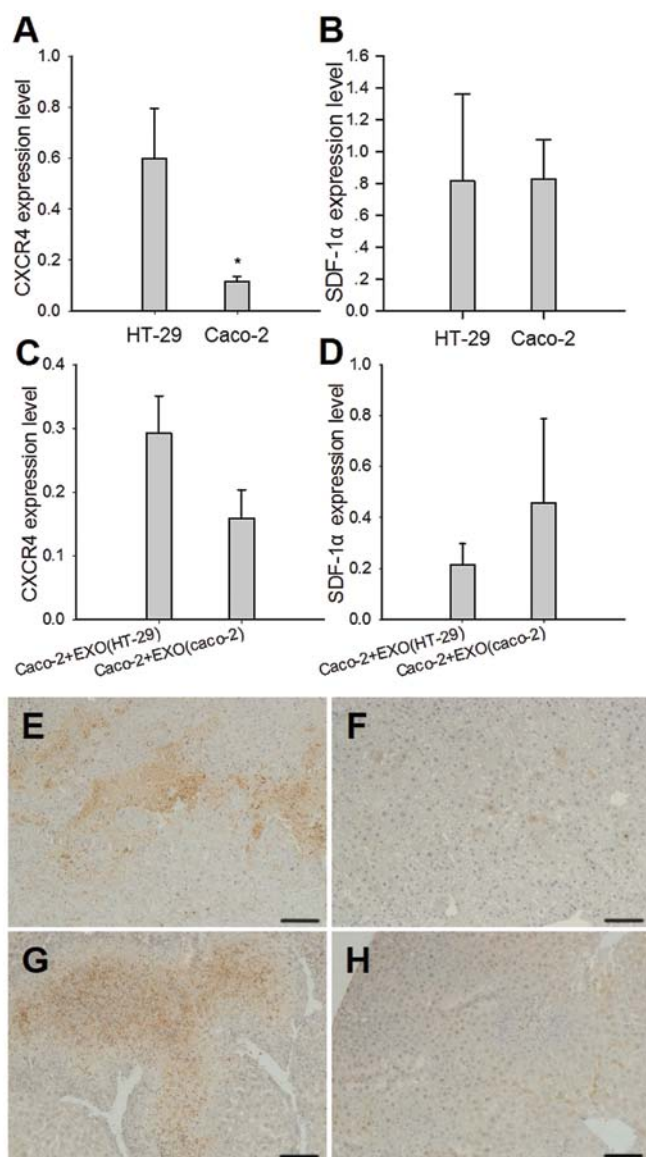 A
B
CXCR4 expression level
1.0
0.8
0.6
0.4
0.2
0.0
*
HT-29
Caco-2
SDF-1α expression level
1.6
1.4
1.2
1.0
.8
.6
.4
.2
0.0
HT-29
Caco-2
C
D
CXCR4 expression level
0.4
0.3
0.2
0.1
0.0
Caco-2+EXO(HT-29)
Caco-2+EXO(caco-2)
SDF-1α expression level
1.0
0.8
0.6
0.4
0.2
0.0
Caco-2+EXO(HT-29)
Caco-2+EXO(caco-2)
E
F
G
H